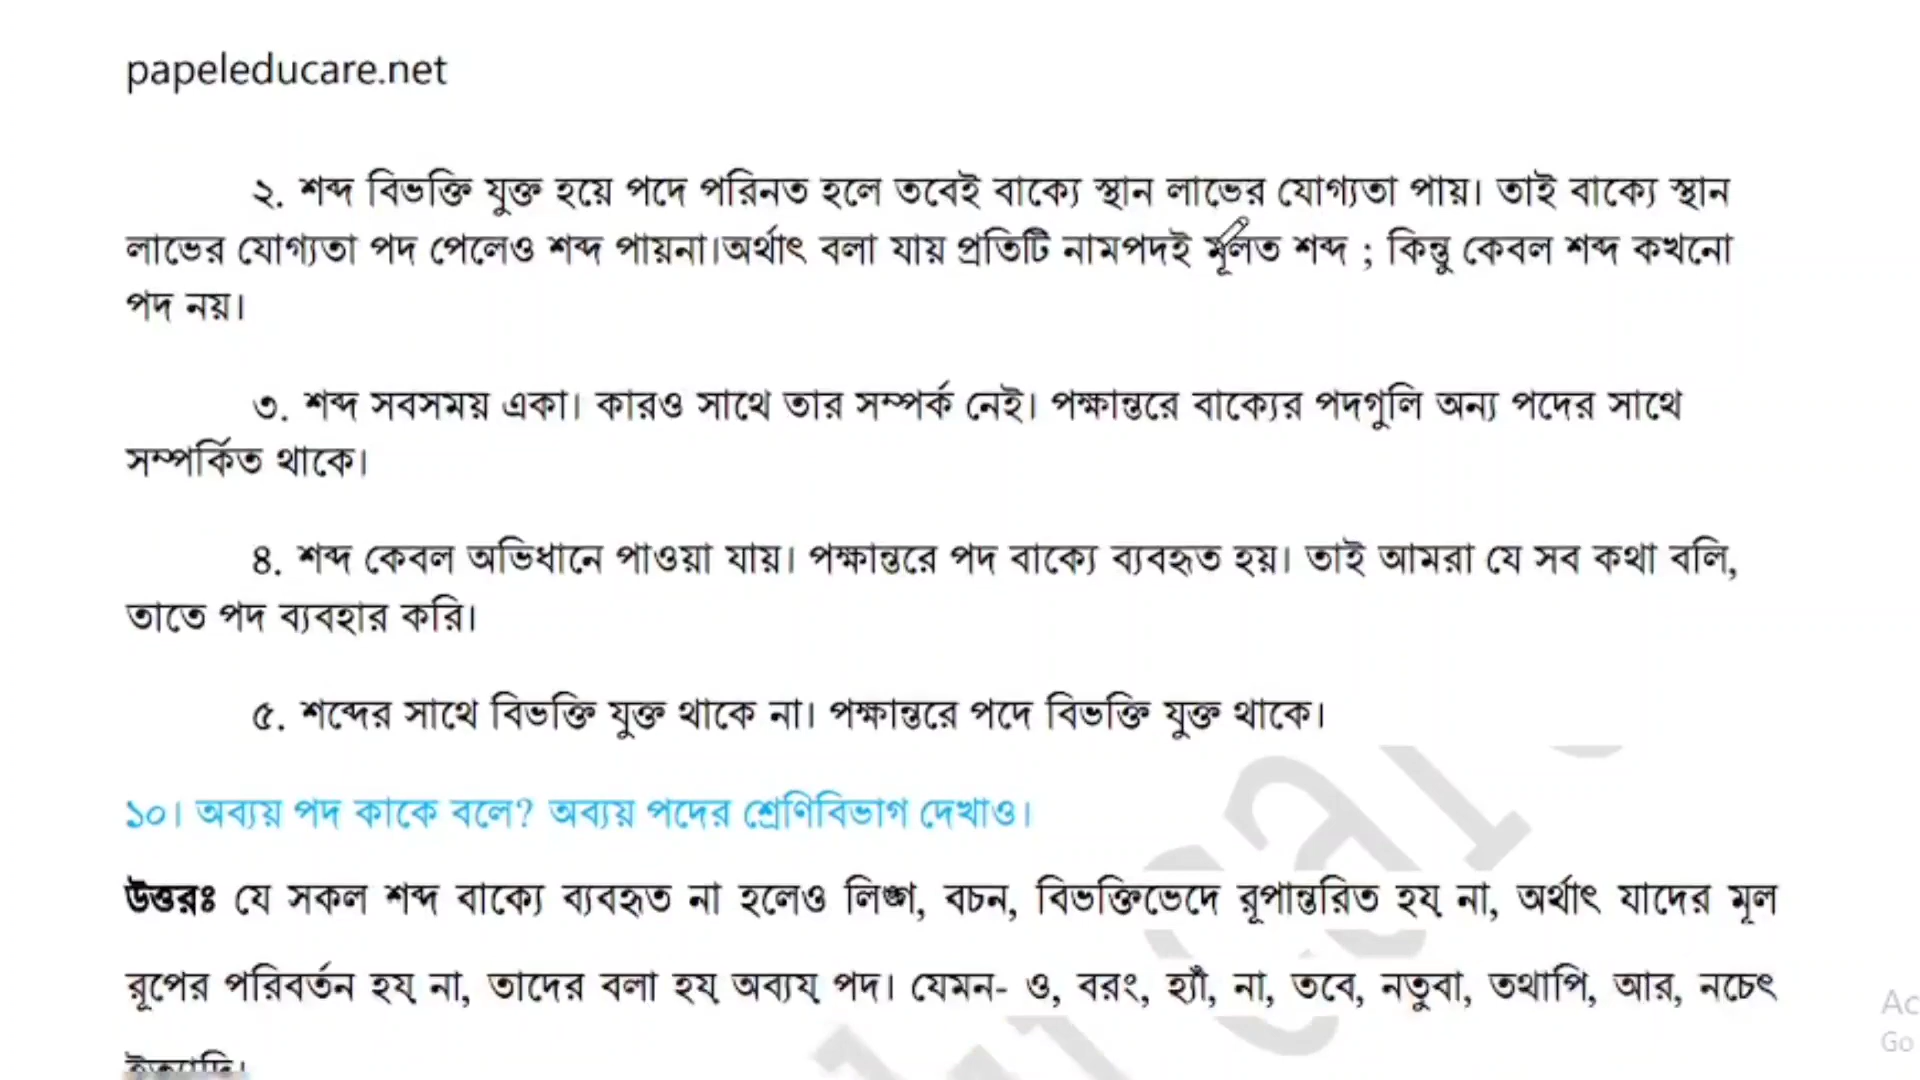 papeleducare.net
২. শব্দ বিভক্তি যুক্ত হয়ে পদে পরিনত হলে তবেই বাক্যে স্থান লাভের যোগ্যতা পায়। তাই বাক্যে স্থান
লাভের যোগ্যতা পদ পেলেও শব্দ পায়না।অর্থাৎ বলা যায় প্রতিটি নামপদই মূলত শব্দ ; কিন্তু কেবল শব্দ কখনো
পদ নয়।
৩. শব্দ সবসময় একা। কারও সাথে তার সম্পর্ক নেই। পক্ষান্তরে বাক্যের পদগুলি অন্য পদের সাথে
সম্পর্কিত থাকে।
৪. শব্দ কেবল অভিধানে পাওয়া যায়। পক্ষান্তরে পদ বাক্যে ব্যবহৃত হয়। তাই আমরা যে সব কথা বলি,
তাতে পদ ব্যবহার করি।
৫. শব্দের সাথে বিভক্তি যুক্ত থাকে না। পক্ষান্তরে পদে বিভক্তি যুক্ত থাকে।
১০। অব্যয় পদ কাকে বলে? অব্যয় পদের শ্রেণিবিভাগ দেখাও।
উত্তরঃ যে সকল শব্দ বাক্যে ব্যবহৃত না হলেও লিঙ্গ, বচন, বিভক্তিভেদে রূপান্তরিত হয় না, অর্থাৎ যাদের মূল
রূপের পরিবর্তন হয় না, তাদের বলা হয় অব্যয় পদ। যেমন- ও, বরং, হ্যাঁ, না, তবে, নতুবা, তথাপি, আর, নচেৎ
ইত্যাদি।
Ac
Go